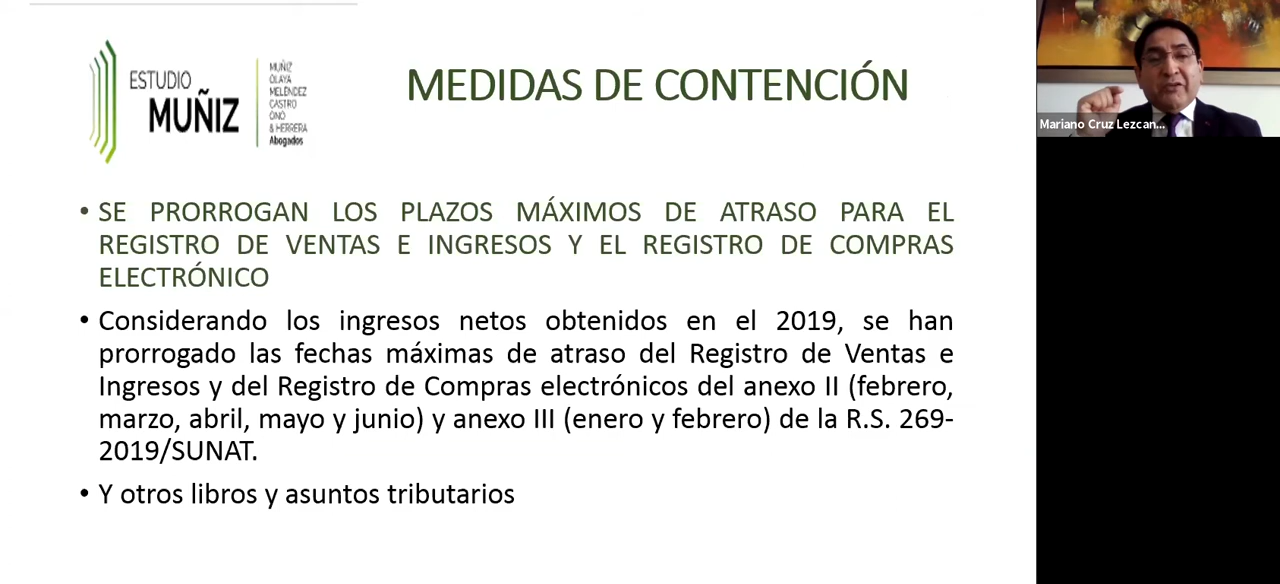 ESTUDIO
MUÑIZ
MUÑIZ
OLAYA
MELÉNDEZ
CASTRO
ONO
& HERRERA
Abogados
MEDIDAS DE CONTENCIÓN
• SE PRORROGAN LOS PLAZOS MÁXIMOS DE ATRASO PARA EL
REGISTRO DE VENTAS E INGRESOS Y EL REGISTRO DE COMPRAS
ELECTRÓNICO
• Considerando los ingresos netos obtenidos en el 2019, se han
prorrogado las fechas máximas de atraso del Registro de Ventas e
Ingresos y del Registro de Compras electrónicos del anexo II (febrero,
marzo, abril, mayo y junio) y anexo III (enero y febrero) de la R.S. 269-
2019/SUNAT.
• Y otros libros y asuntos tributarios
Mariano Cruz Lezcan...